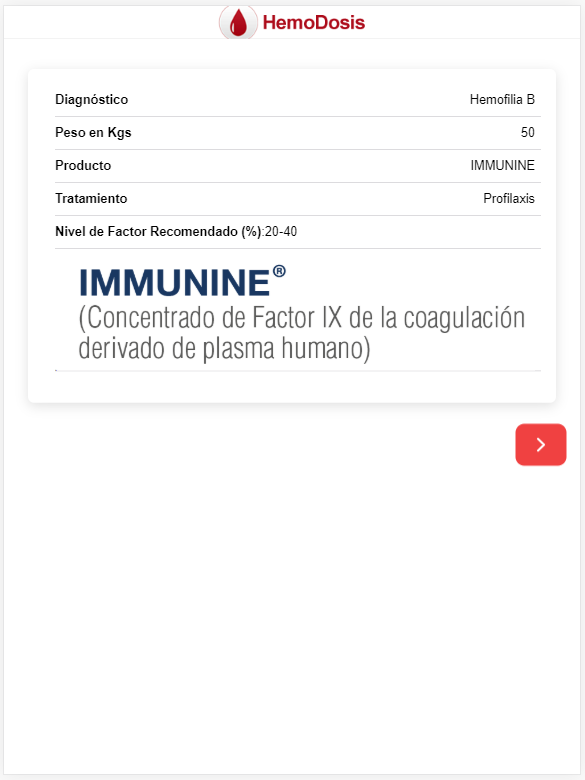 HemoDosis
Diagnóstico Hemofilia B
Peso en Kgs 50
Producto IMMUNINE
Tratamiento Profilaxis
Nivel de Factor Recomendado (%):20-40
IMMUNINE®
(Concentrado de Factor IX de la coagulación
derivado de plasma humano)